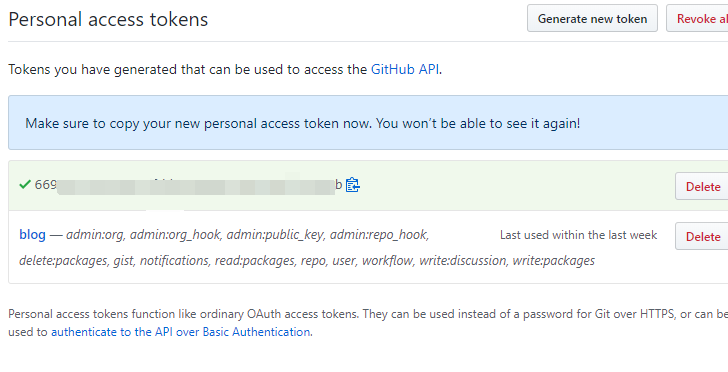 Personal access tokens
Generate new token
Revoke al
Tokens you have generated that can be used to access the GitHub API.
Make sure to copy your new personal access token now. You won't be able to see it again!
669
b
Delete
blog — admin:org, admin:org_hook, admin:public_key, admin:repo_hook,
Last used within the last week
Delete
delete:packages, gist, notifications, read:packages, repo, user, workflow, write:discussion, write:packages
Personal access tokens function like ordinary OAuth access tokens. They can be used instead of a password for Git over HTTPS, or can be
used to authenticate to the API over Basic Authentication.